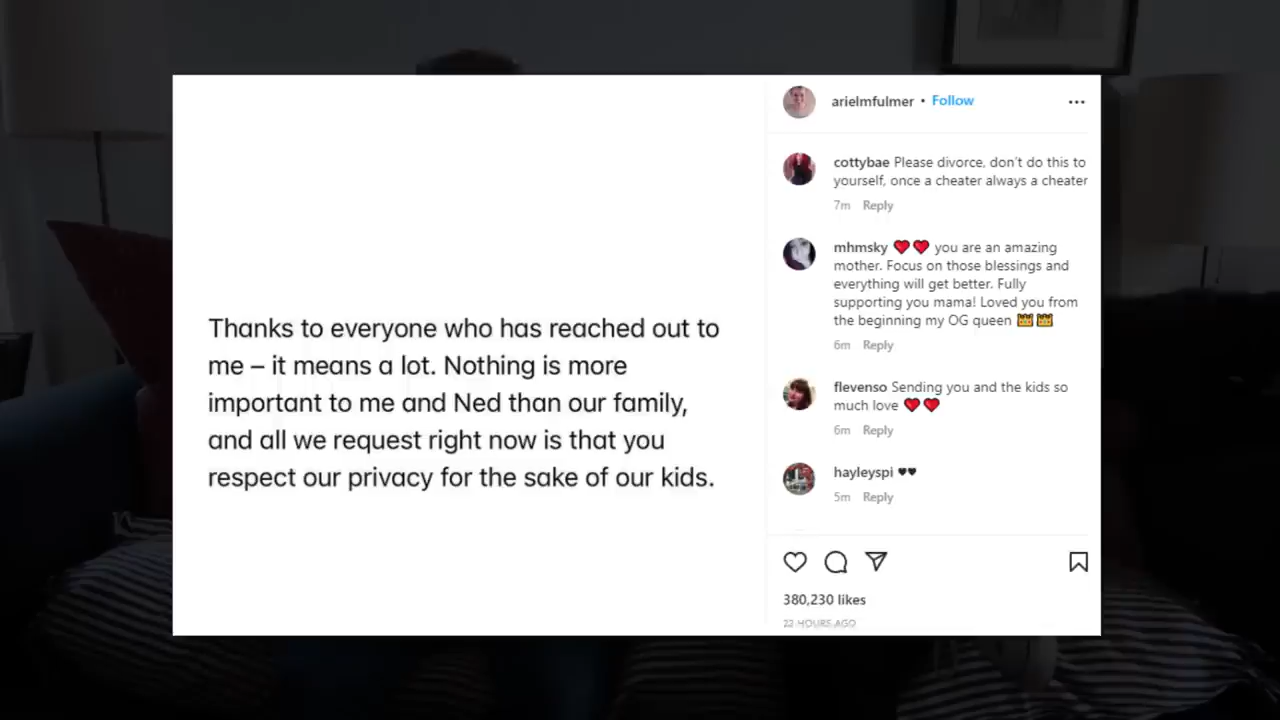 Thanks to everyone who has reached out to
me – it means a lot. Nothing is more
important to me and Ned than our family,
and all we request right now is that you
respect our privacy for the sake of our kids.
arielmfulmer • Follow
cottybae Please divorce, don't do this to
yourself, once a cheater always a cheater
7m Reply
mhmsky ❤️❤️ you are an amazing
mother. Focus on those blessings and
everything will get better. Fully
supporting you mama! Loved you from
the beginning my OG queen 👑👑
6m Reply
flevenso Sending you and the kids so
much love ❤️❤️
6m Reply
hayleyspi ♥♥
5m Reply
380,230 likes
22 HOURS AGO